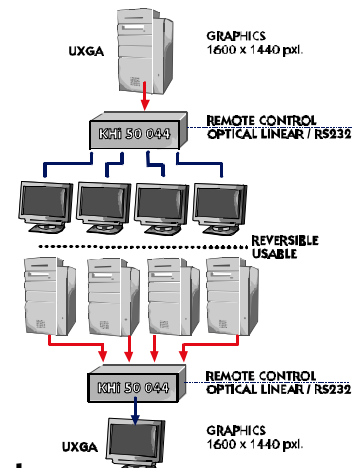 GRAPHICS
UXGA
1600 x 1440 pxl.
REMOTE CONTROL
KHi 50 044
OPTICAL LINEAR / RS232
REVERSIBLE
USABLE
REMOTE CONTROL
KHi 50 044
OPTICAL LINEAR / RS232
GRAPHICS
UXGA
1600 x 1440 pxl.